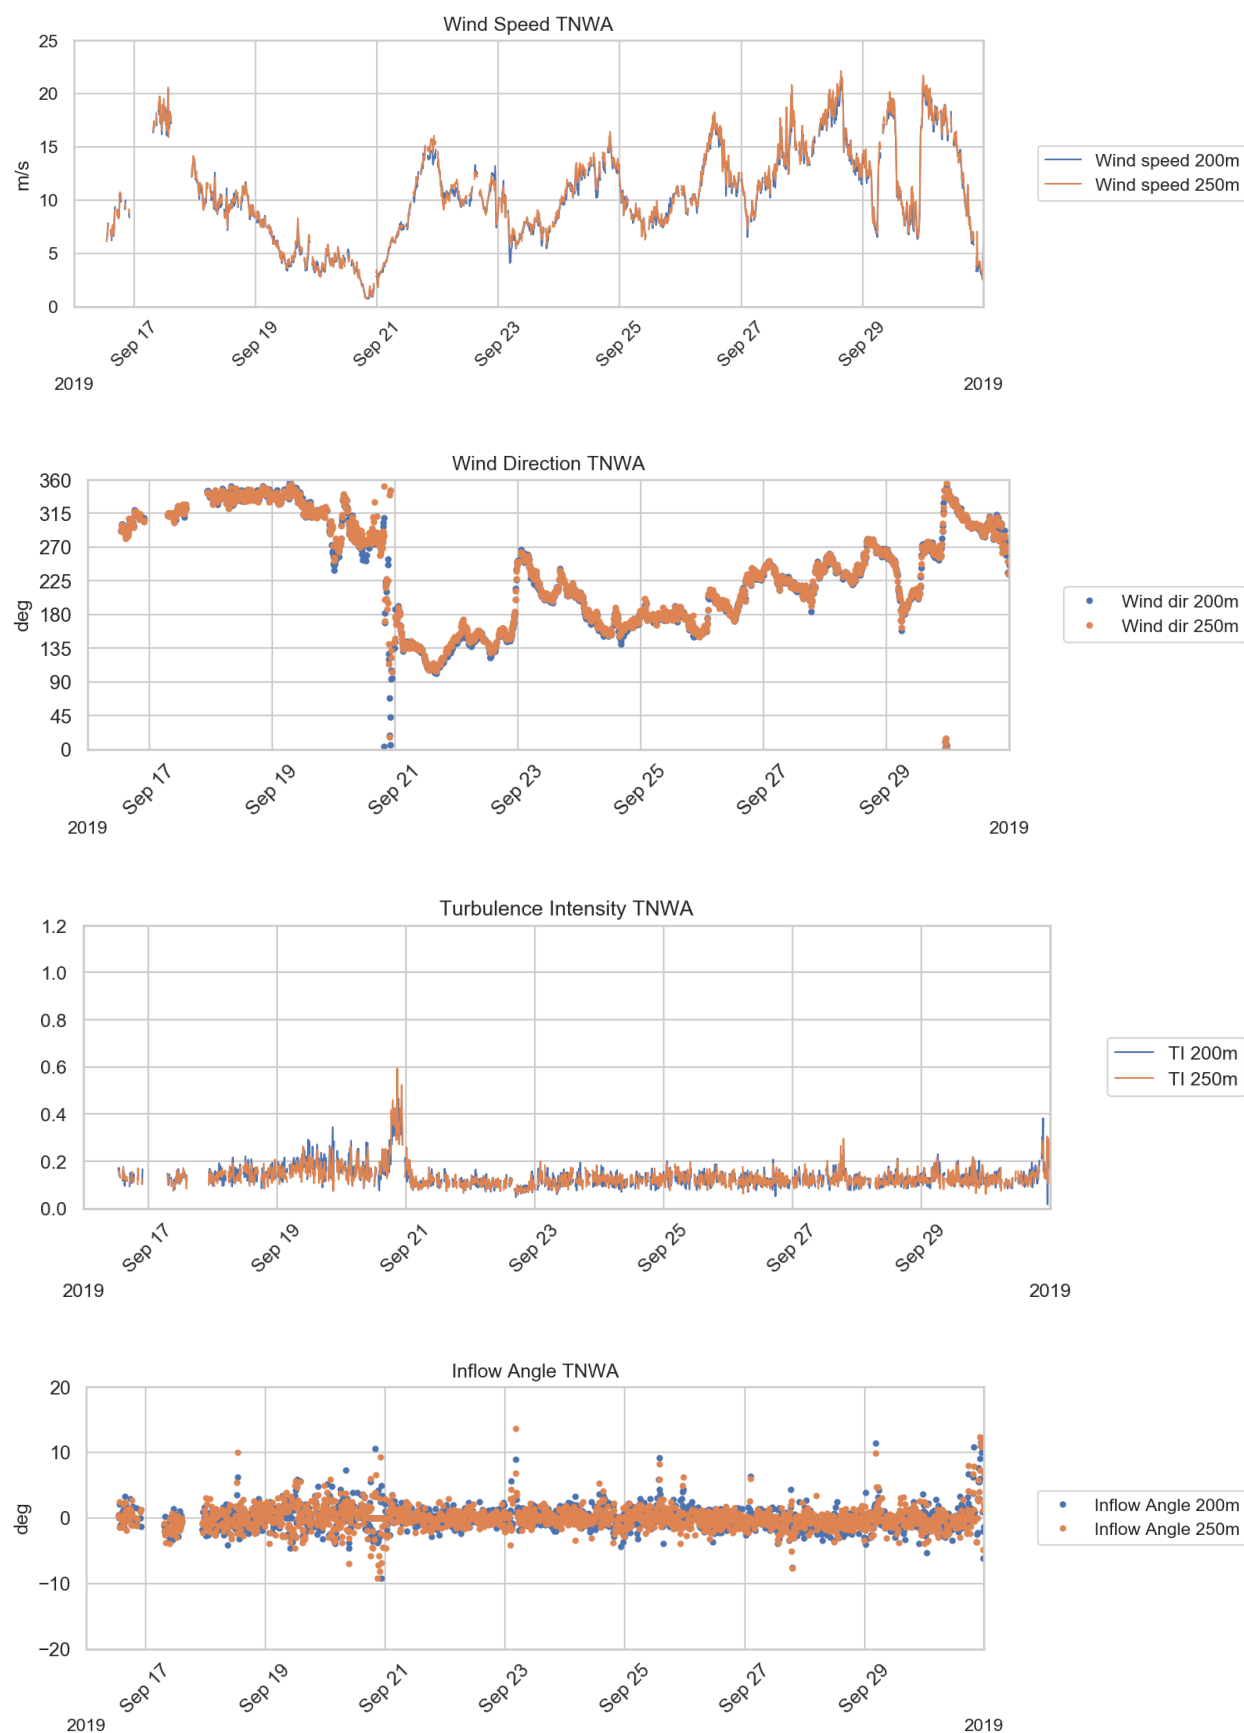 Wind Speed TNWA
25
20
15
10
5
0
m/s
Sep 17
Sep 19
Sep 21
Sep 23
Sep 25
Sep 27
Sep 29
2019
2019
Wind speed 200m
Wind speed 250m
Wind Direction TNWA
360
315
270
225
180
135
90
45
0
deg
Sep 17
Sep 19
Sep 21
Sep 23
Sep 25
Sep 27
Sep 29
2019
2019
Wind dir 200m
Wind dir 250m
Turbulence Intensity TNWA
1.2
1.0
0.8
0.6
0.4
0.2
0.0
Sep 17
Sep 19
Sep 21
Sep 23
Sep 25
Sep 27
Sep 29
2019
2019
TI 200m
TI 250m
Inflow Angle TNWA
20
10
0
−10
−20
deg
Sep 17
Sep 19
Sep 21
Sep 23
Sep 25
Sep 27
Sep 29
2019
2019
Inflow Angle 200m
Inflow Angle 250m